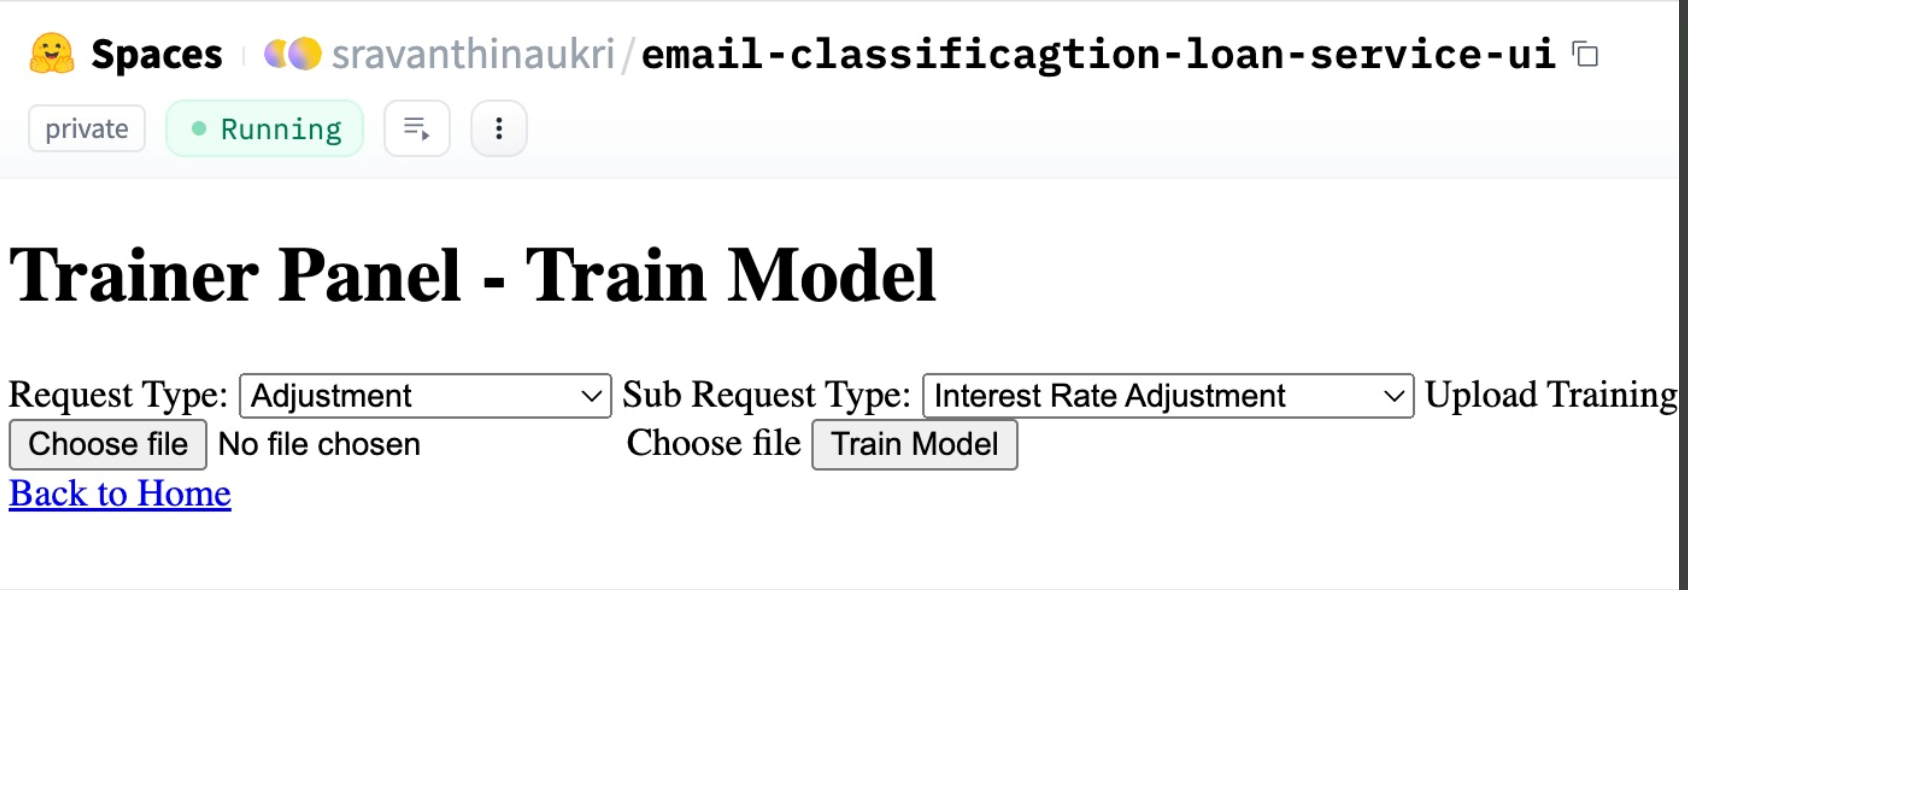 Spaces sravanthinaukri/email-classificagtion-loan-service-ui
private Running
Trainer Panel - Train Model
Request Type: Adjustment Sub Request Type: Interest Rate Adjustment Upload Training
Choose file No file chosen Choose file Train Model
Back to Home